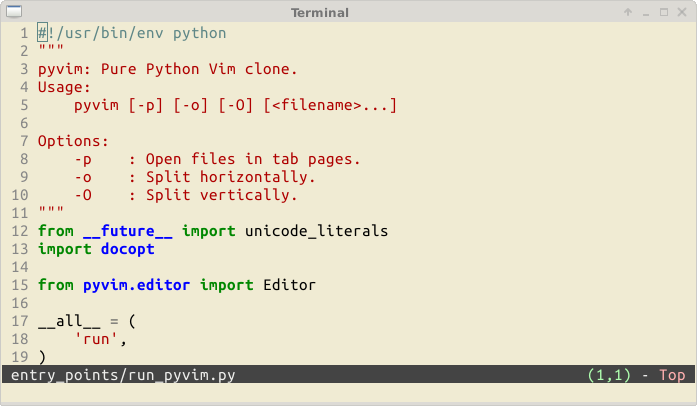 Terminal
1 #!/usr/bin/env python
2 """
3 pyvim: Pure Python Vim clone.
4 Usage:
5     pyvim [-p] [-o] [-O] [<filename>...]
6
7 Options:
8     -p    : Open files in tab pages.
9     -o    : Split horizontally.
10     -O    : Split vertically.
11 """
12 from __future__ import unicode_literals
13 import docopt
14
15 from pyvim.editor import Editor
16
17 __all__ = (
18     'run',
19 )
entry_points/run_pyvim.py (1,1) - Top